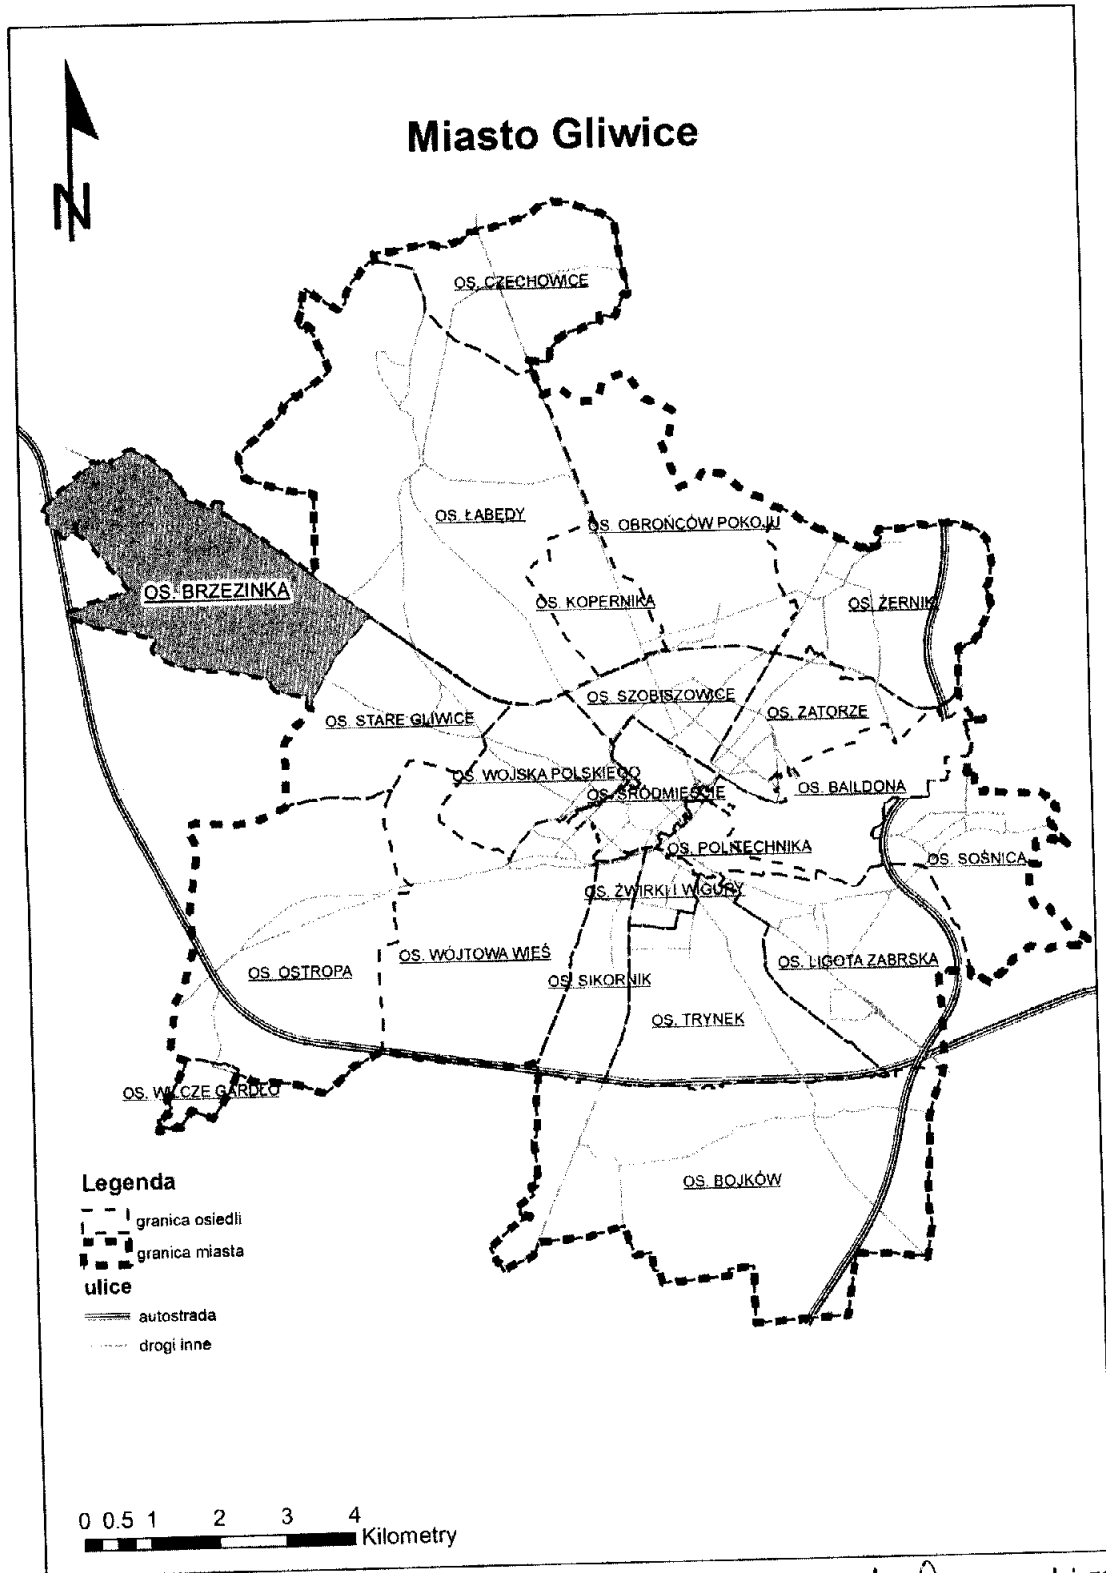 Miasto Gliwice
N
OS. CZECHOWICE
OS. ŁABĘDY
OS. OBROŃCÓW POKOJU
OS. BRZEZINKA
OS. KOPERNIKA
OS. ŻERNIKI
OS. SZOBISZOWICE
OS. STARE GLIWICE
OS. ZATORZE
OS. WOJSKA POLSKIEGO
OS. ŚRÓDMIEŚCIE
OS. BAILDONA
OS. POLITECHNIKA
OS. SOŚNICA
OS. ŻWIRKI I WIGURY
OS. WÓJTOWA WIEŚ
OS. LIGOTA ZABRSKA
OS. OSTROPA
OS. SIKORNIK
OS. TRYNEK
OS. WILCZE GARDŁO
OS. BOJKÓW
Legenda
granica osiedli
granica miasta
ulice
autostrada
drogi inne
0 0.5 1 2 3 4
Kilometry